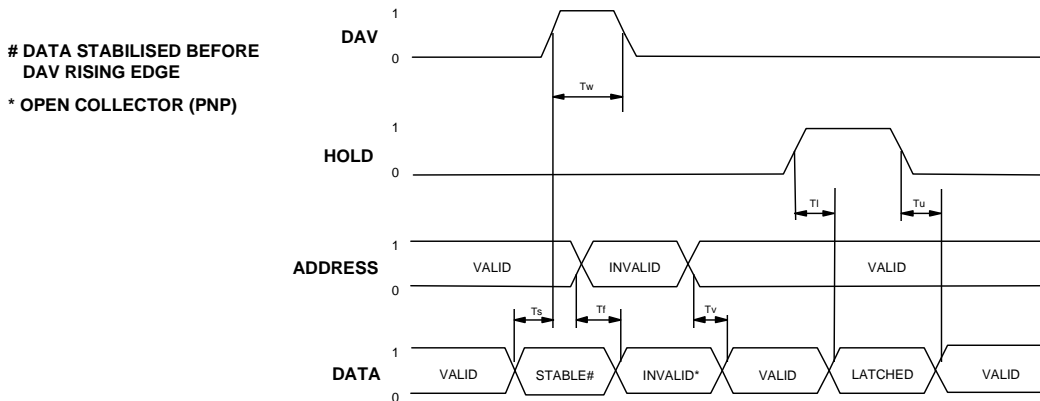 # DATA STABILISED BEFORE
DAV RISING EDGE
* OPEN COLLECTOR (PNP)
DAV
1
0
Tw
HOLD
1
0
Tl
Tu
ADDRESS
1
0
VALID
INVALID
VALID
Ts
Tf
Tv
DATA
1
0
VALID
STABLE#
INVALID*
VALID
LATCHED
VALID